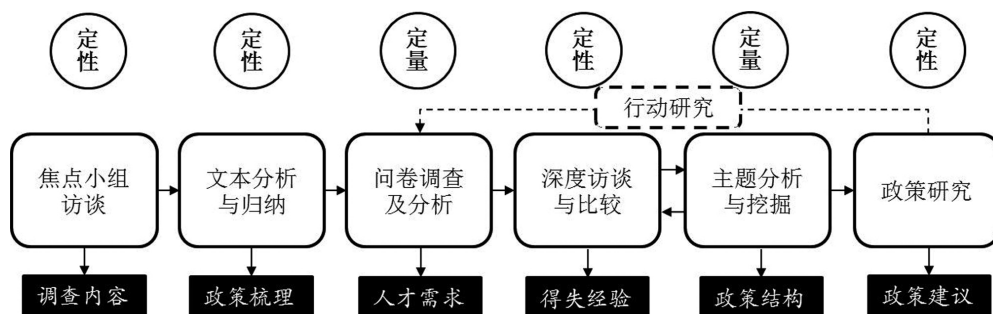 定性
定性
定量
定性
定量
定性
行动研究
焦点小组
访谈
文本分析
与归纳
问卷调查
及分析
深度访谈
与比较
主题分析
与挖掘
政策研究
调查内容
政策梳理
人才需求
得失经验
政策结构
政策建议